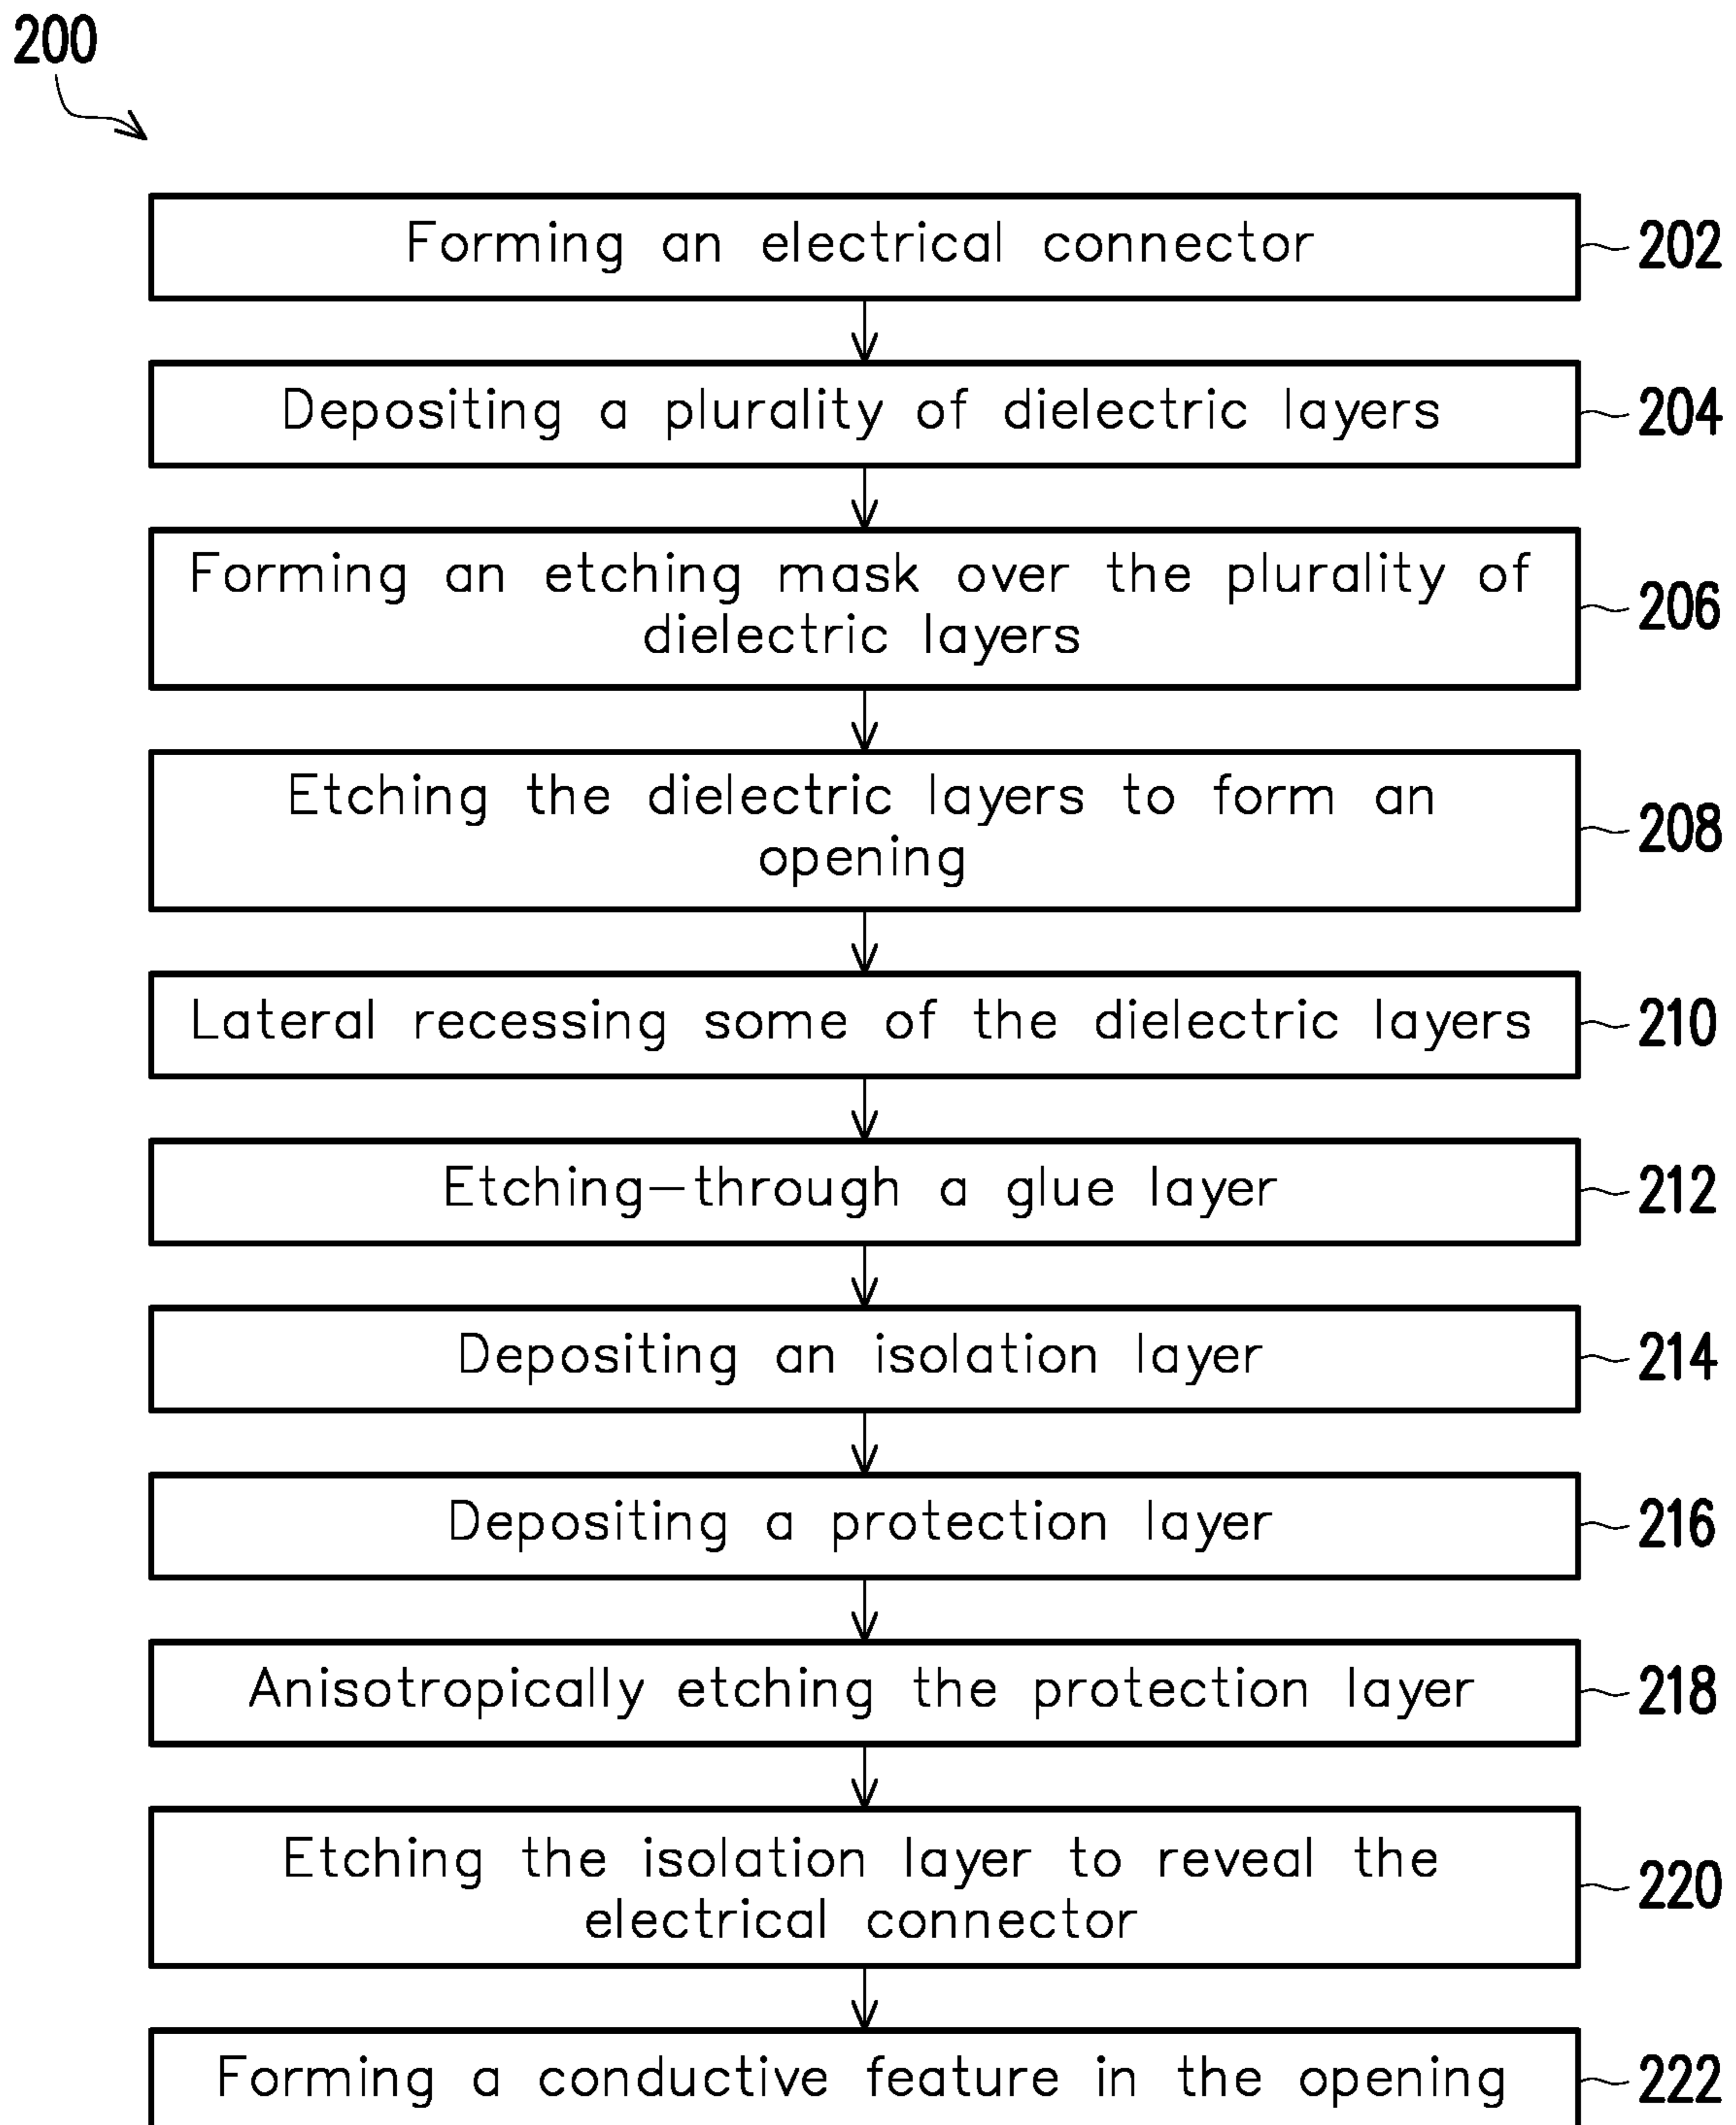 200
Forming an electrical connector
202
Depositing a plurality of dielectric layers
204
Forming an etching mask over the plurality of
dielectric layers
206
Etching the dielectric layers to form an
opening
208
Lateral recessing some of the dielectric layers
210
Etching-through a glue layer
212
Depositing an isolation layer
214
Depositing a protection layer
216
Anisotropically etching the protection layer
218
Etching the isolation layer to reveal the
electrical connector
220
Forming a conductive feature in the opening
222